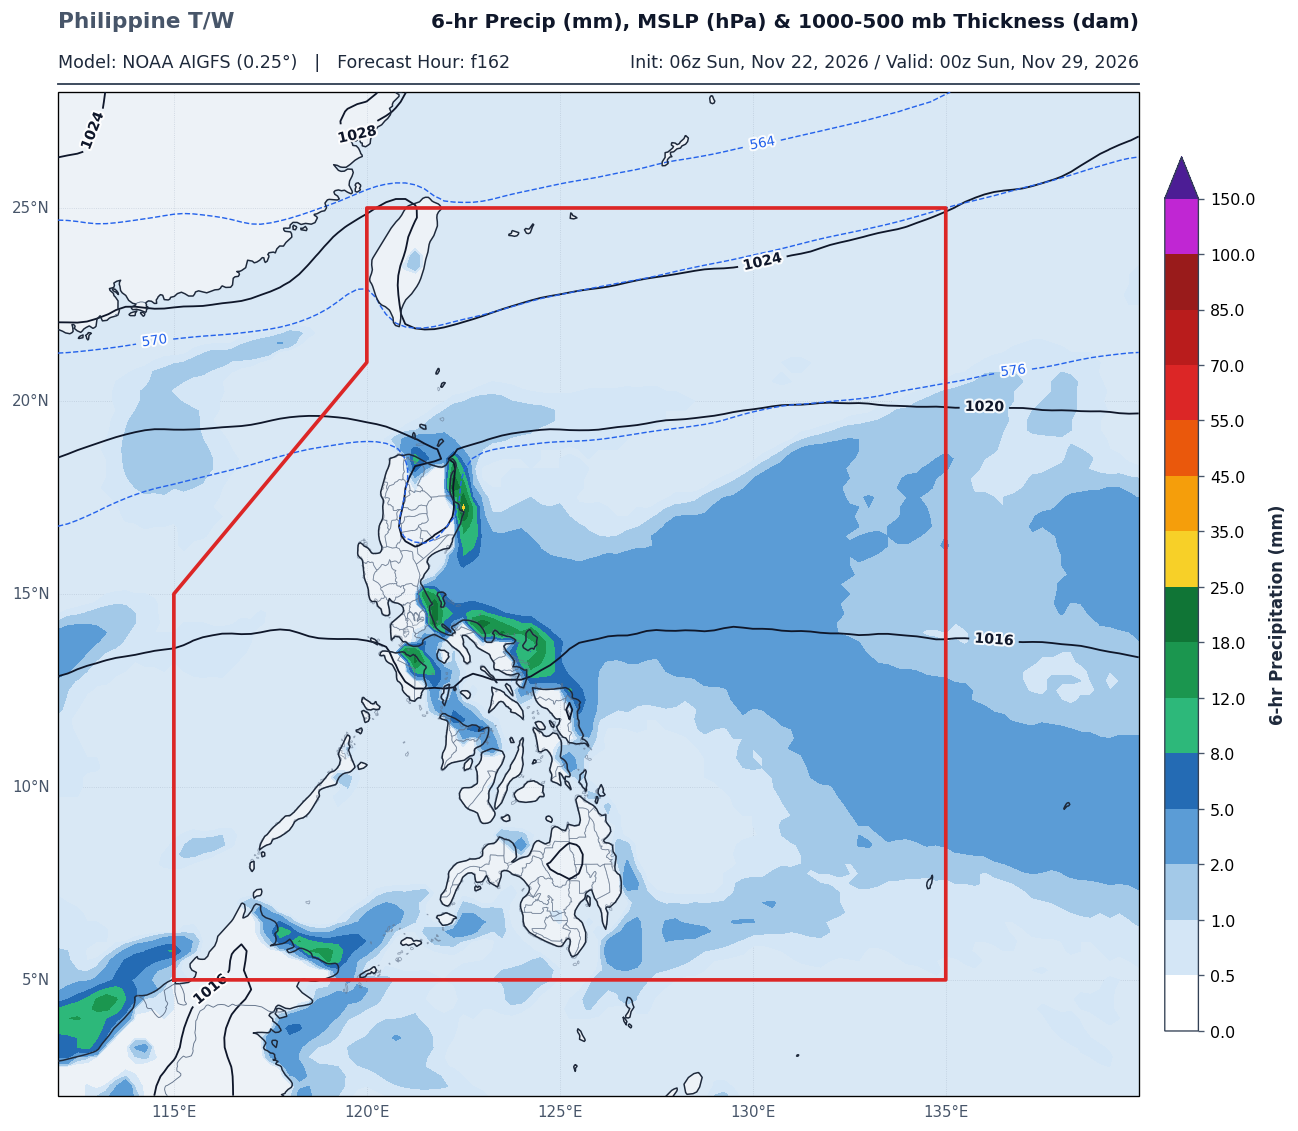 Philippine T/W
6-hr Precip (mm), MSLP (hPa) & 1000-500 mb Thickness (dam)
Model: NOAA AIGFS (0.25°) | Forecast Hour: f162
Init: 06z Sun, Nov 22, 2026 / Valid: 00z Sun, Nov 29, 2026
1024
1028
564
25°N
1024
570
576
20°N
1020
15°N
1016
10°N
5°N
1016
115°E
120°E
125°E
130°E
135°E
150.0
100.0
85.0
70.0
55.0
45.0
35.0
25.0
18.0
12.0
8.0
5.0
2.0
1.0
0.5
0.0
6-hr Precipitation (mm)